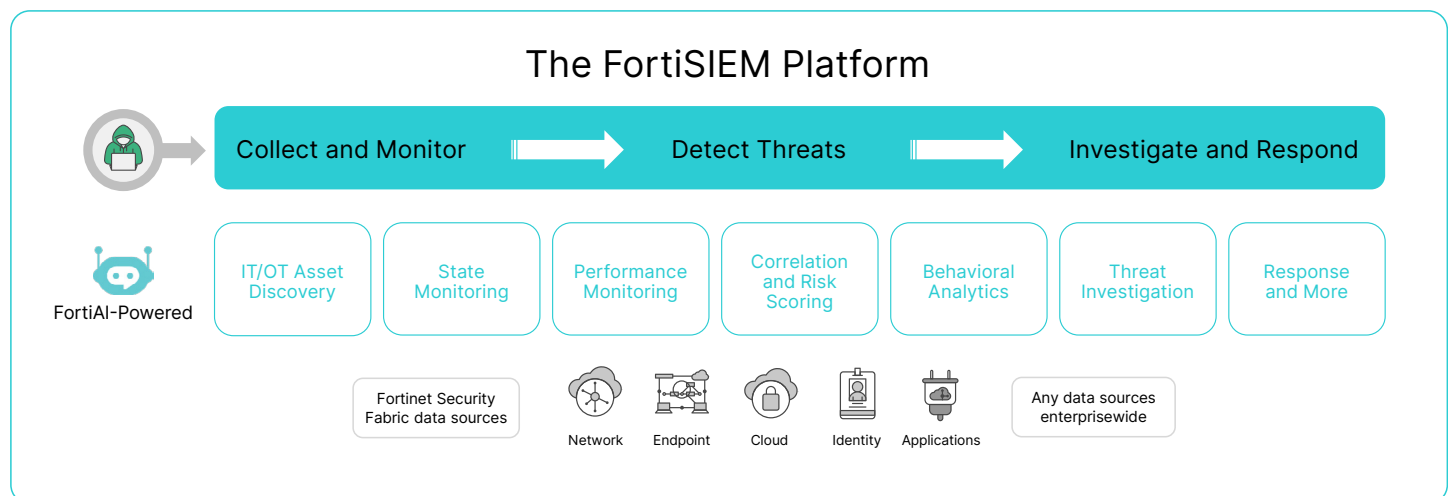 The FortiSIEM Platform
Collect and Monitor
Detect Threats
Investigate and Respond
FortiAI-Powered
IT/OT Asset
Discovery
State
Monitoring
Performance
Monitoring
Correlation
and Risk
Scoring
Behavioral
Analytics
Threat
Investigation
Response
and More
Fortinet Security
Fabric data sources
Network
Endpoint
Cloud
Identity
Applications
Any data sources
enterprisewide